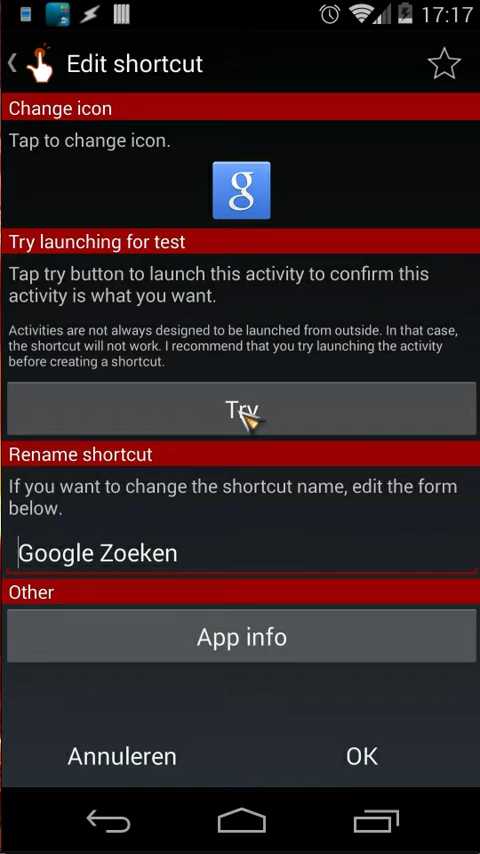 17:17
Edit shortcut
Change icon
Tap to change icon.
g
Try launching for test
Tap try button to launch this activity to confirm this
activity is what you want.
Activities are not always designed to be launched from outside. In that case,
the shortcut will not work. I recommend that you try launching the activity
before creating a shortcut.
Try
Rename shortcut
If you want to change the shortcut name, edit the form
below.
Google Zoeken
Other
App info
Annuleren OK